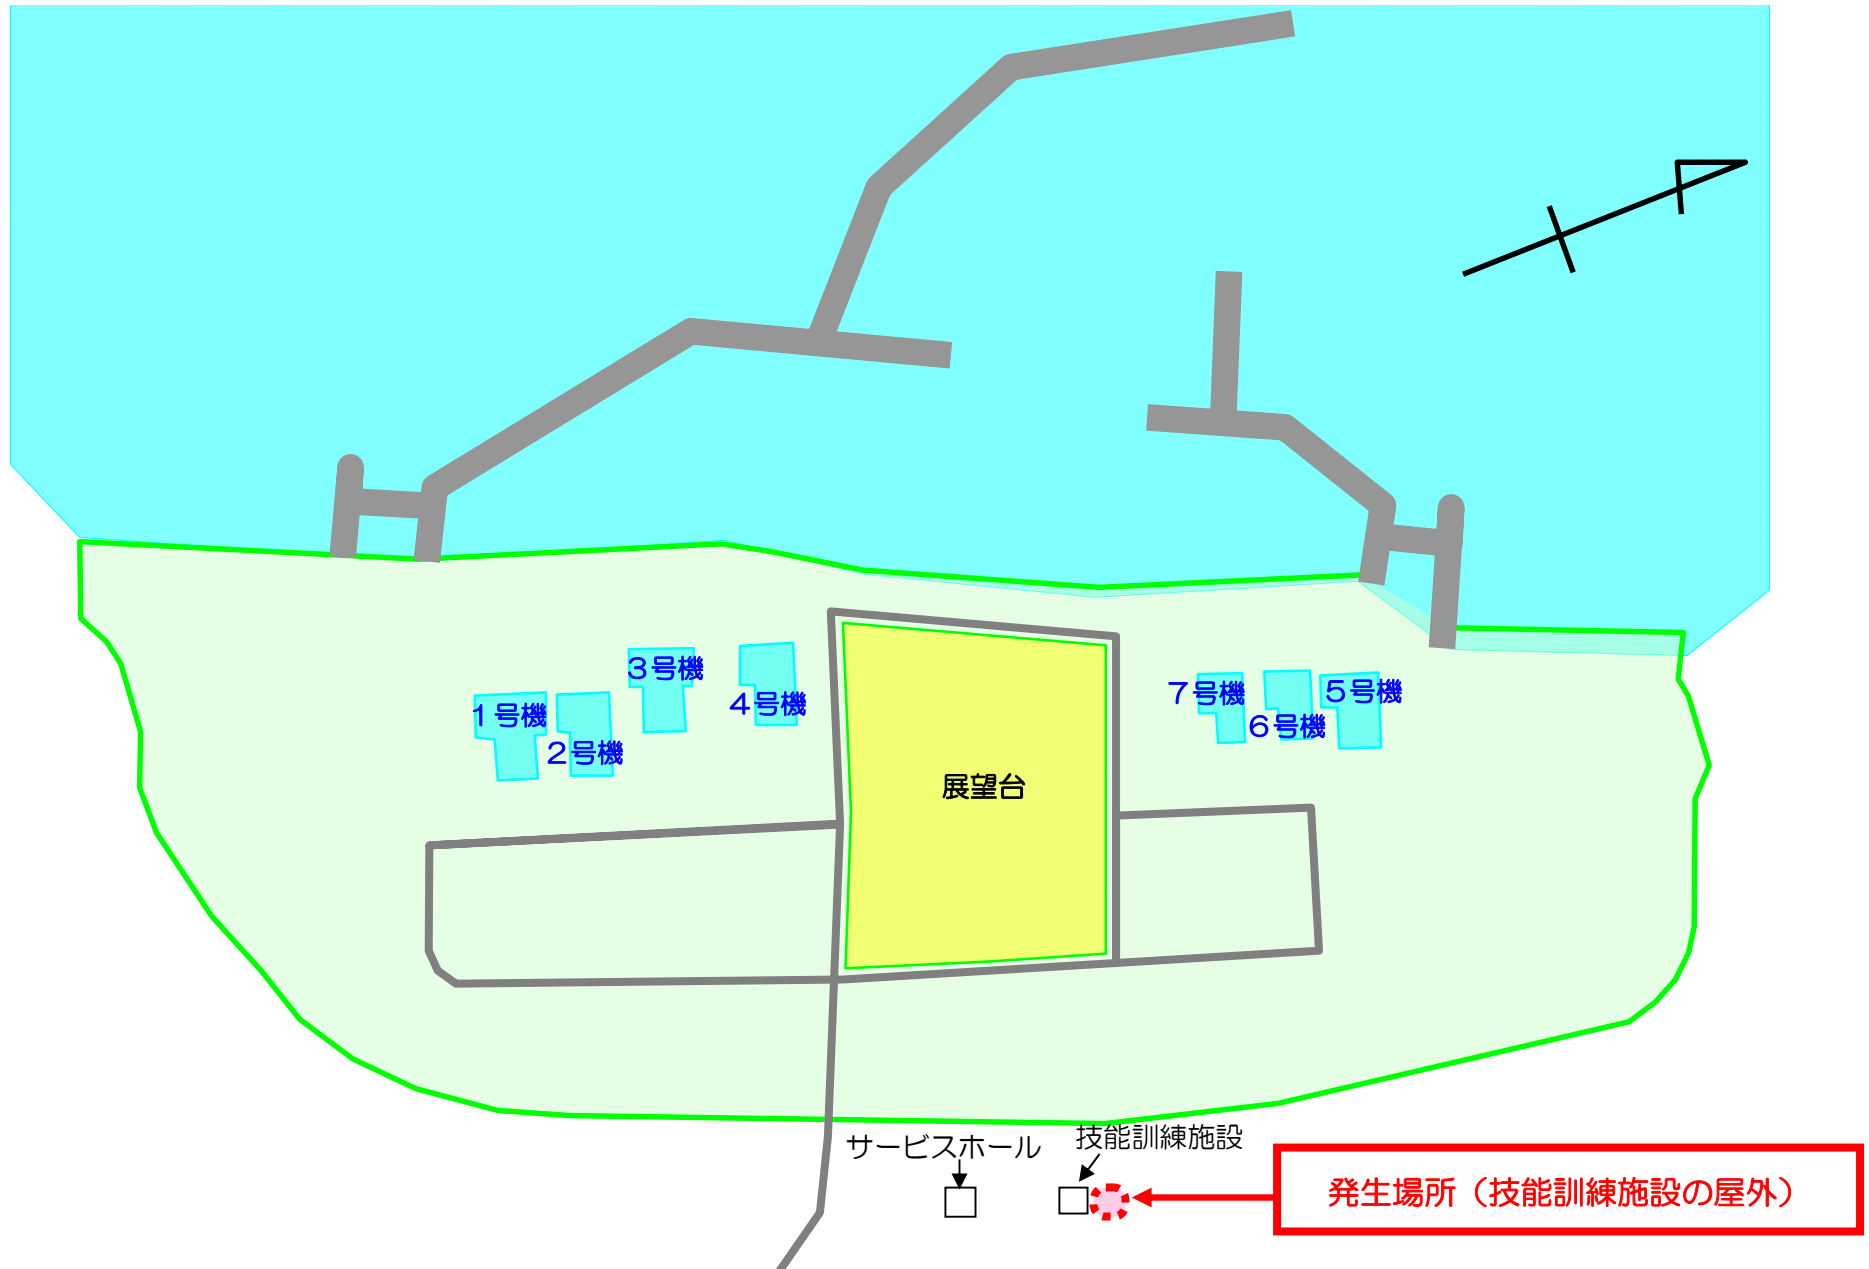 ３号機
４号機
１号機
２号機
７号機
５号機
６号機
展望台
サービスホール
技能訓練施設
発生場所（技能訓練施設の屋外）